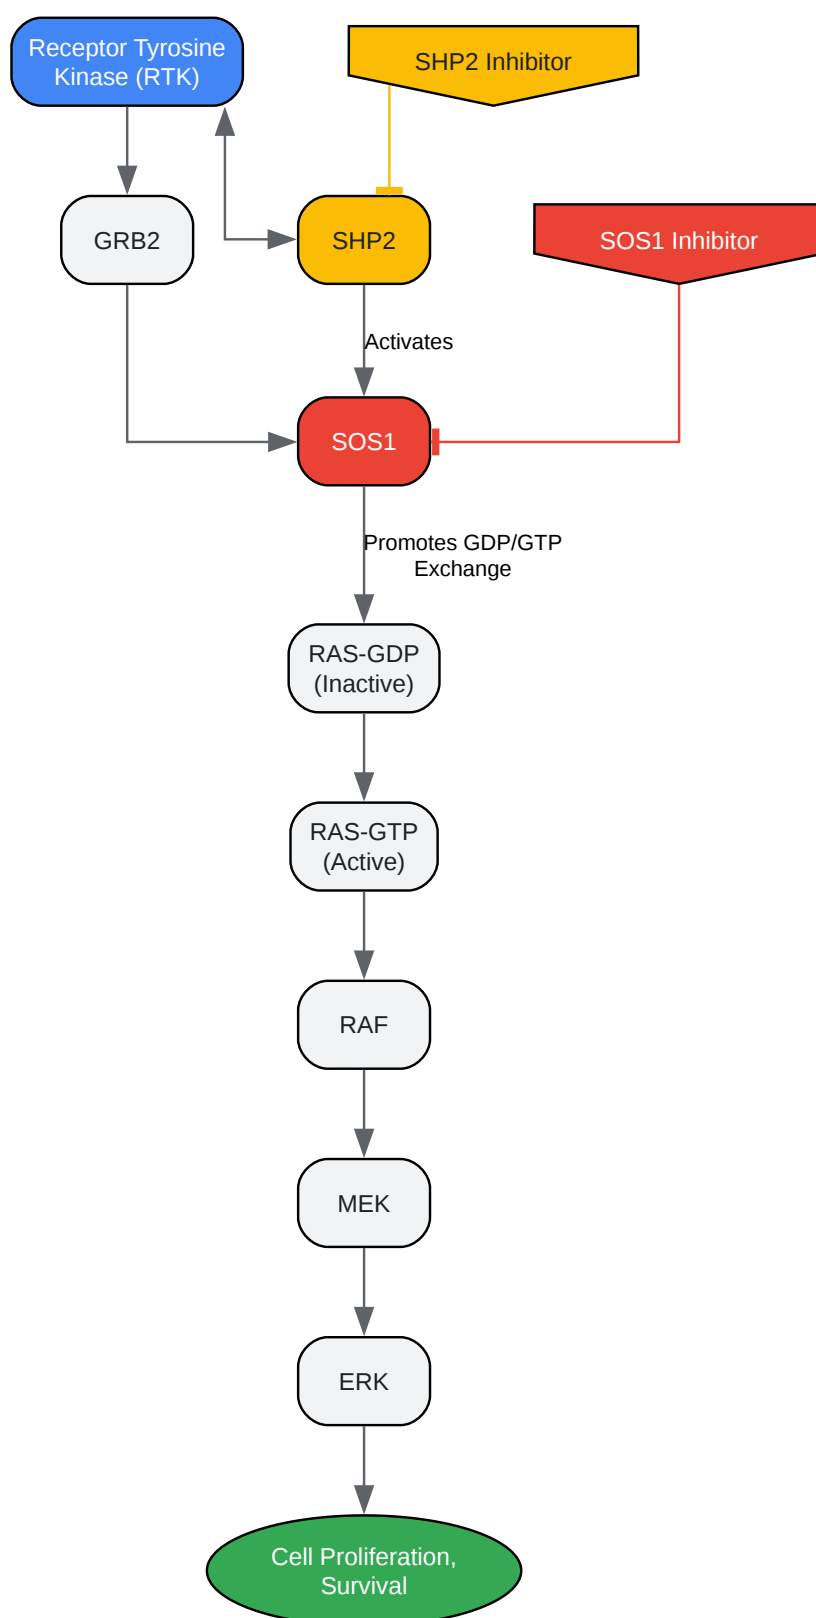 Receptor Tyrosine
Kinase (RTK)
SHP2 Inhibitor
GRB2
SHP2
SOS1 Inhibitor
Activates
SOS1
Promotes GDP/GTP
Exchange
RAS-GDP
(Inactive)
RAS-GTP
(Active)
RAF
MEK
ERK
Cell Proliferation,
Survival